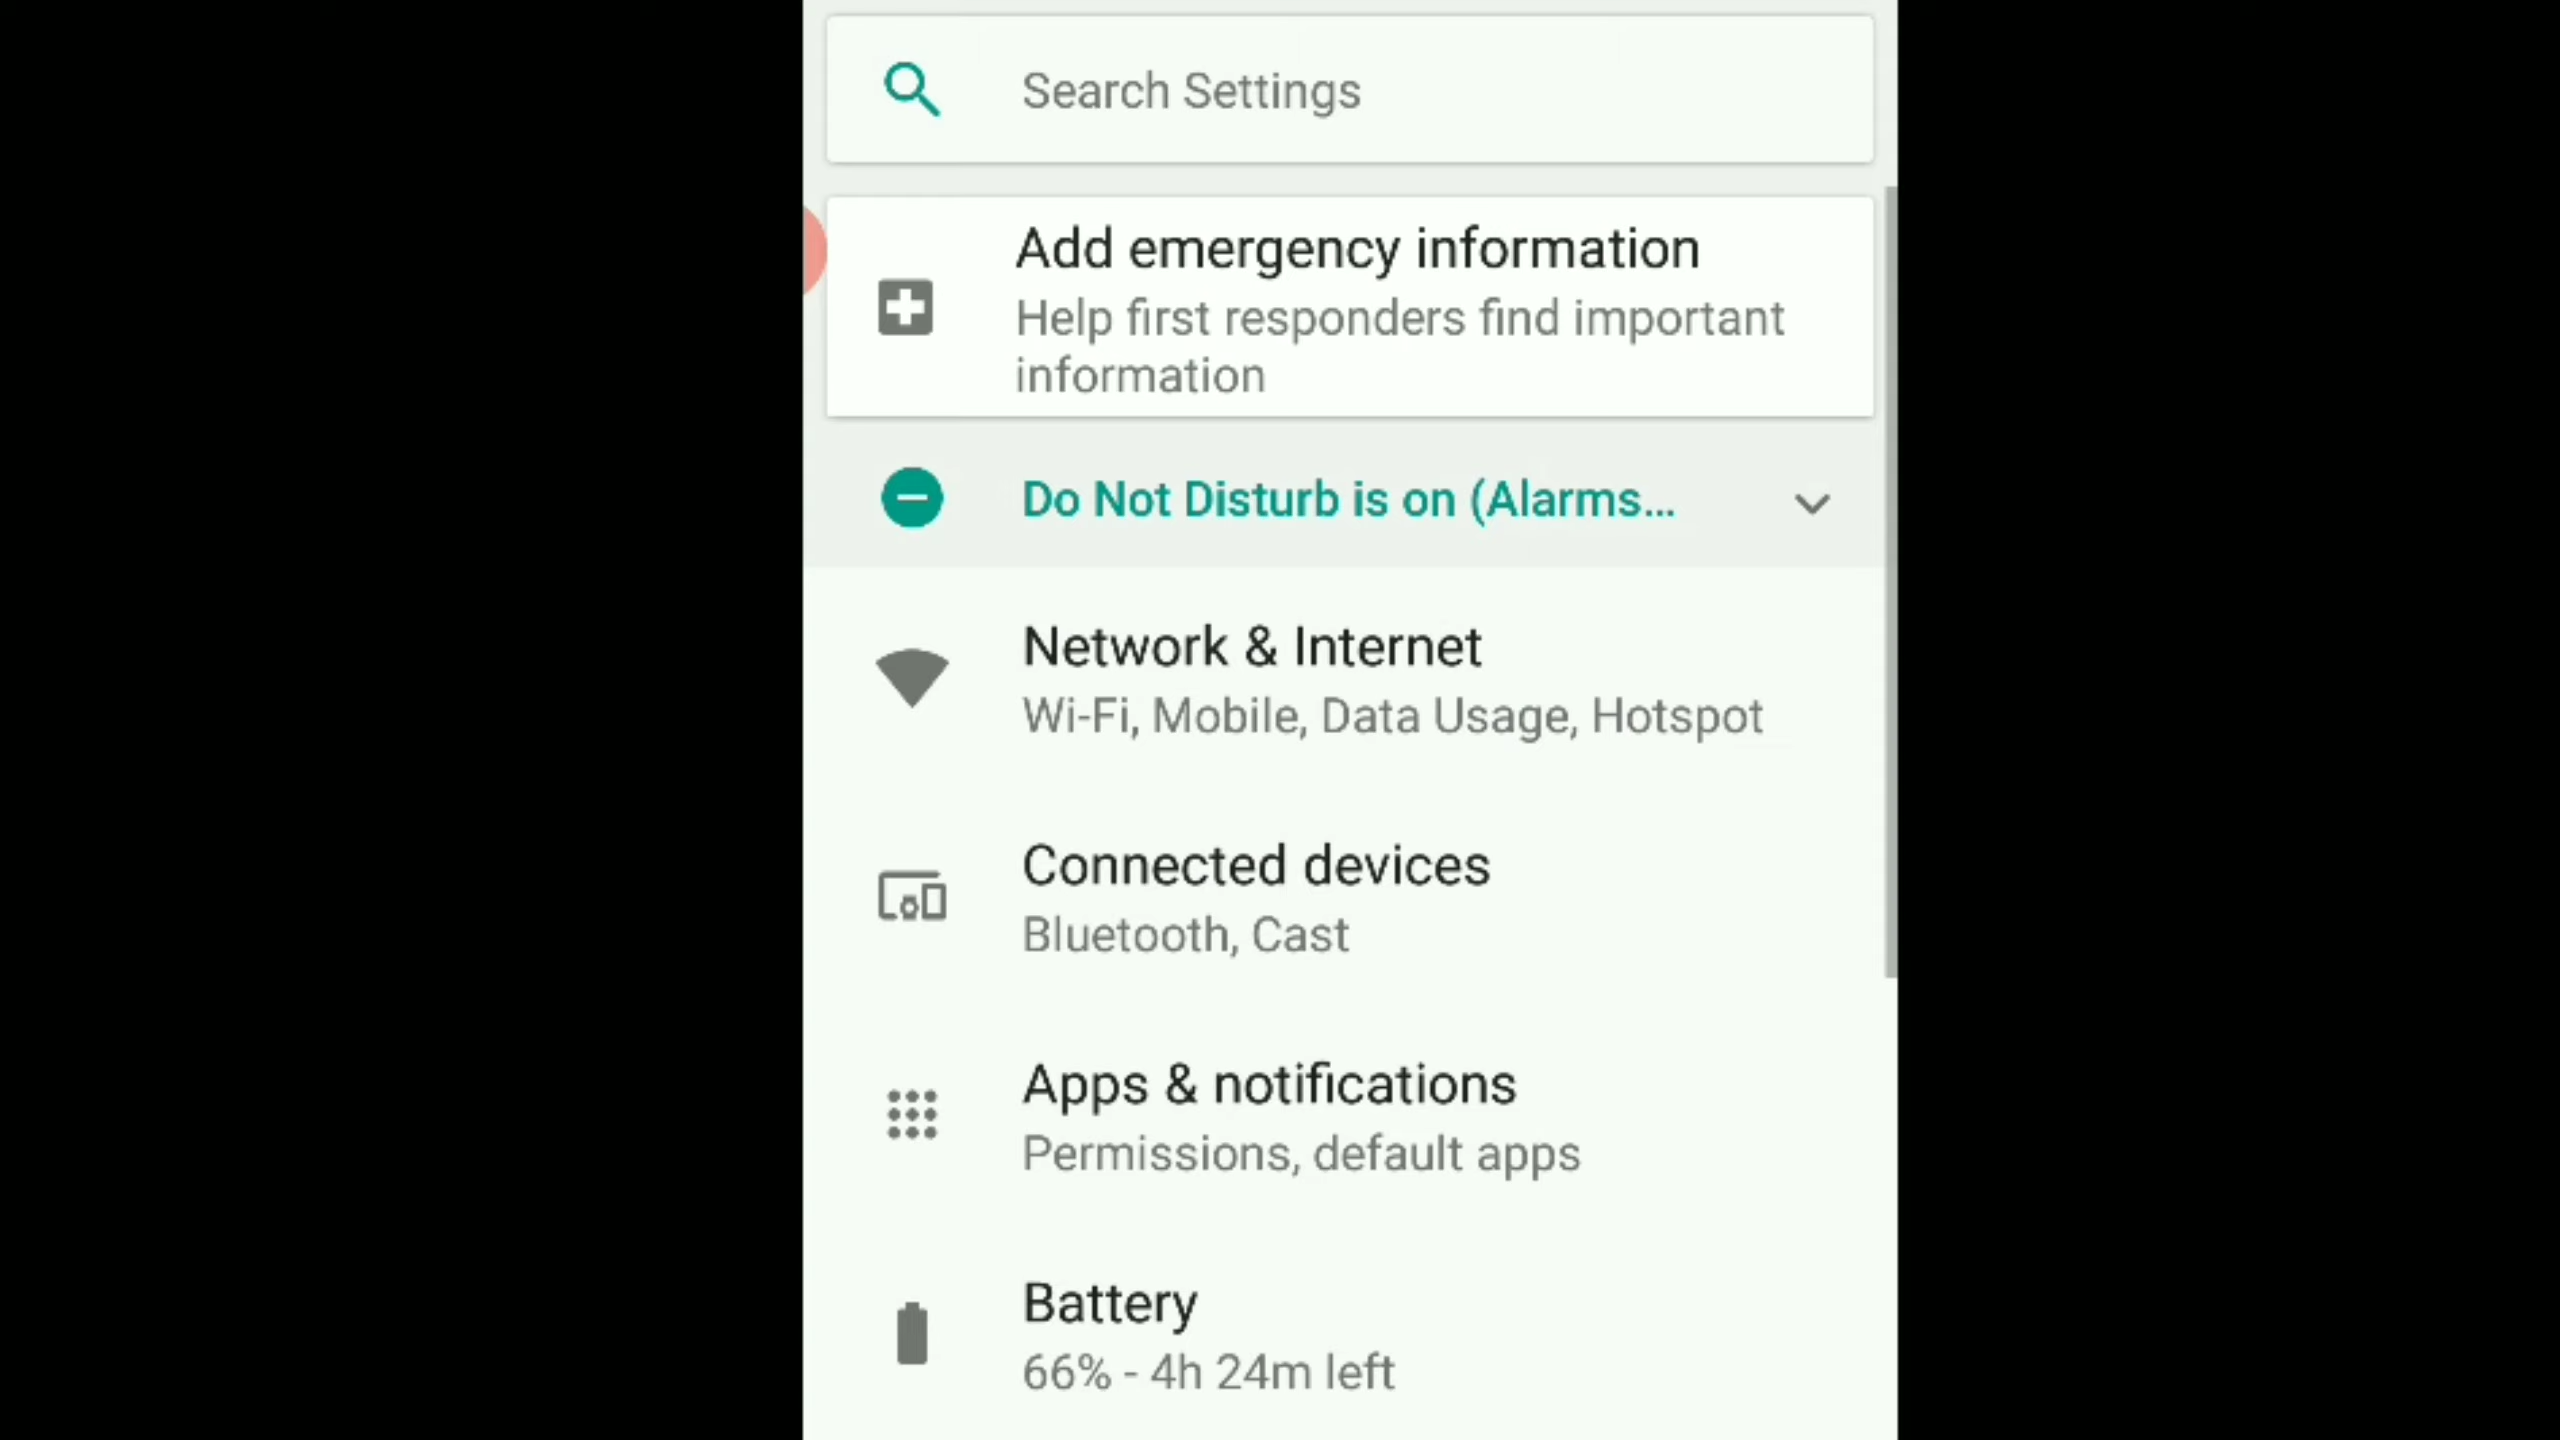 Search Settings
Add emergency information
Help first responders find important
information
Do Not Disturb is on (Alarms...
Network & Internet
Wi-Fi, Mobile, Data Usage, Hotspot
Connected devices
Bluetooth, Cast
Apps & notifications
Permissions, default apps
Battery
66% - 4h 24m left